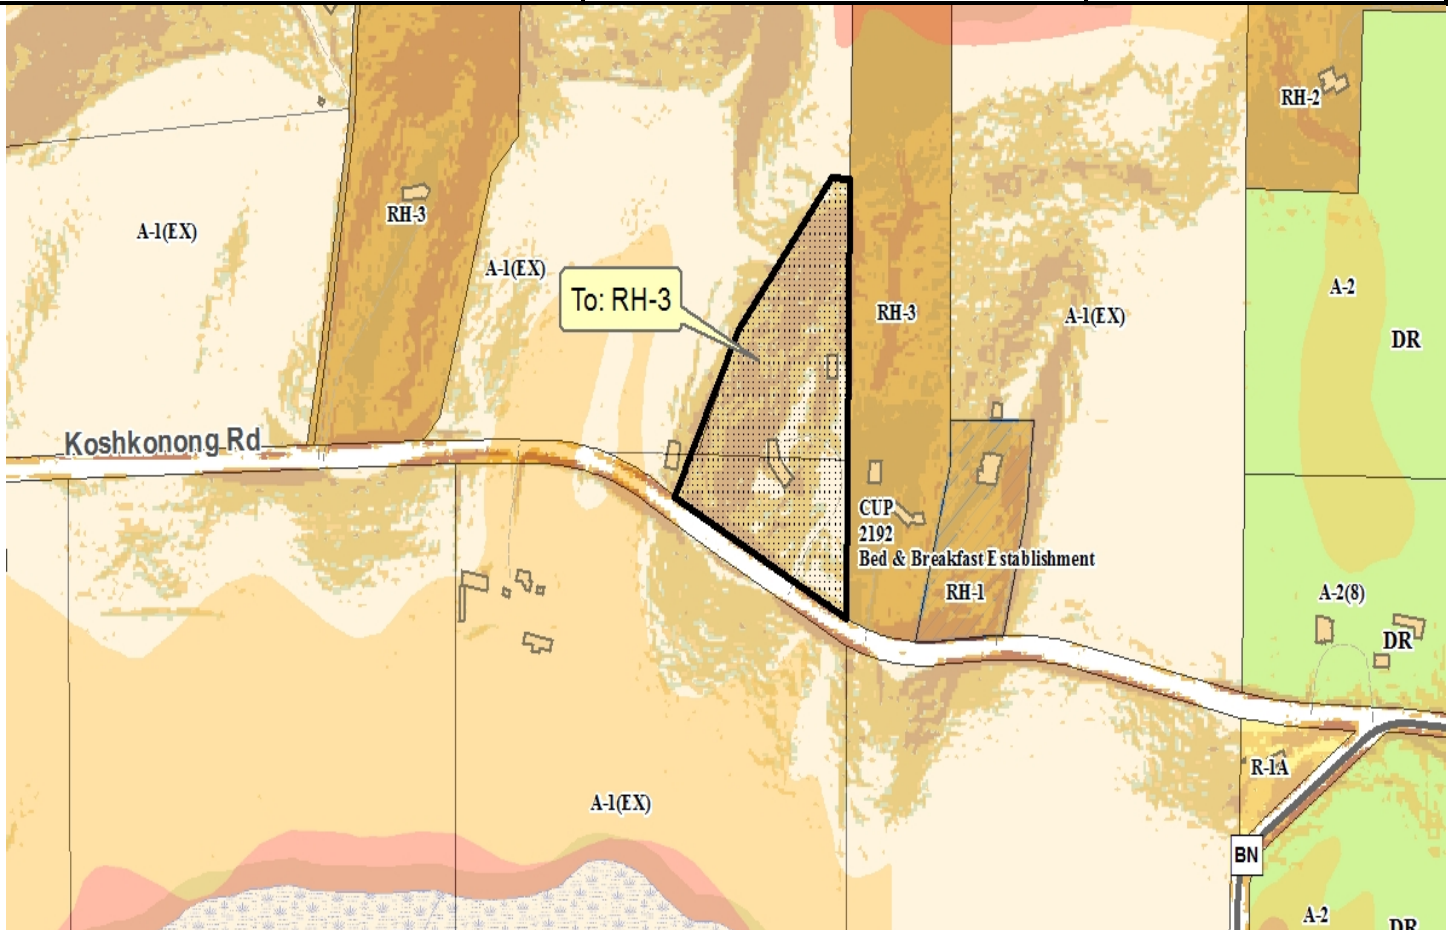 RH-2
RH-3
A-1(EX)
A-1(EX)
To: RH-3
A-2
RH-3
A-1(EX)
DR
Koshkonong Rd
CUP
2192
Bed & Breakfast Establishment
RH-1
A-2(8)
DR
R-1A
A-1(EX)
BN
A-2
DR